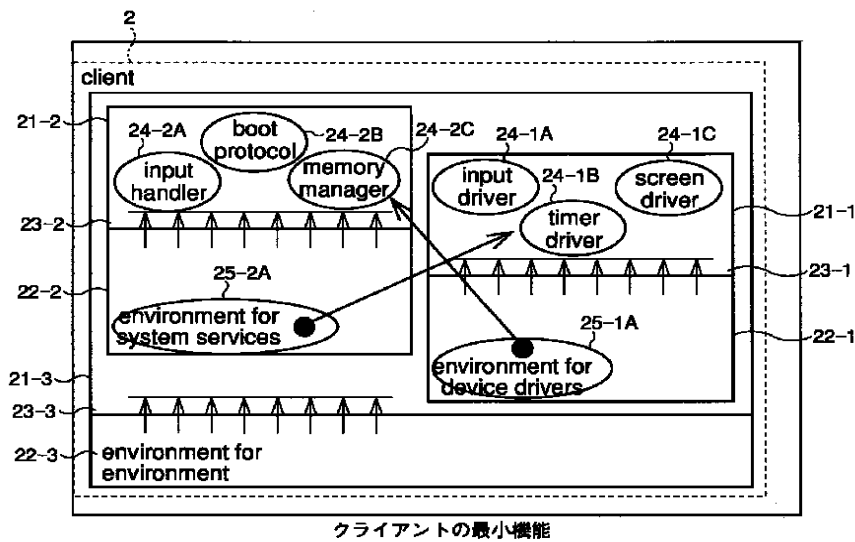 2
client
21-2
24-2A
boot
protocol
24-2B
24-2C
input
handler
memory
manager
24-1A
24-1C
input
driver
24-1B
screen
driver
timer
driver
21-1
23-2
23-1
22-2
25-2A
environment for
system services
25-1A
22-1
environment for
device drivers
21-3
23-3
22-3
environment for
environment
クライアントの最小機能